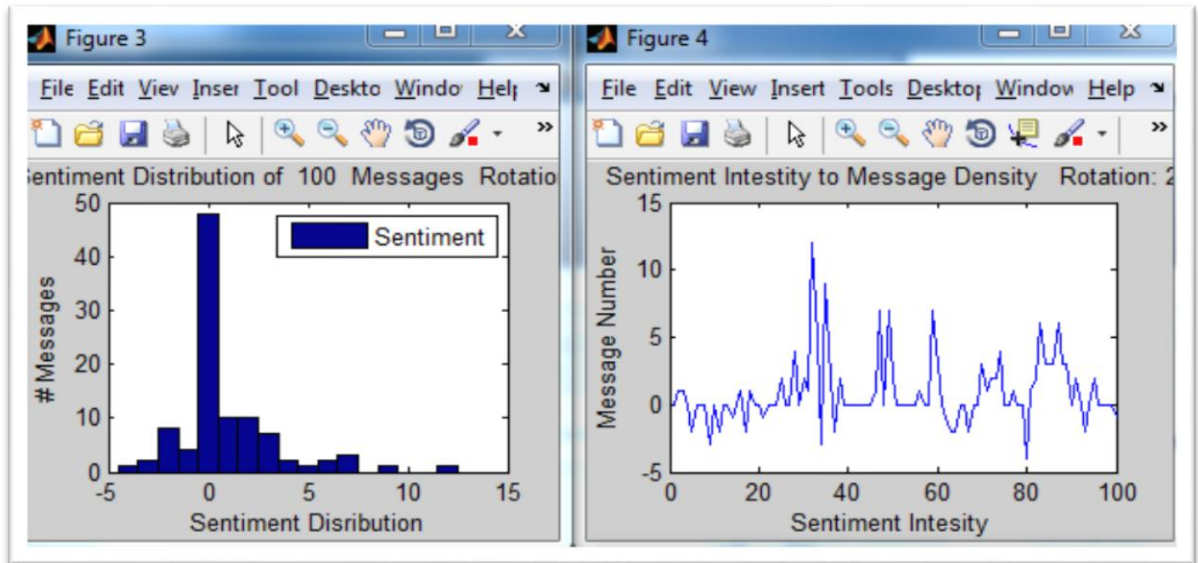 Figure 3
File Edit Viev Inser Tool Deskto Windo Help
entiment Distribution of 100 Messages Rotatio
Sentiment
# Messages
50
40
30
20
10
0
-5 0 5 10 15
Sentiment Disribution
Figure 4
File Edit View Insert Tools Desktop Window Help
Sentiment Intestity to Message Density Rotation: 2
Message Number
15
10
5
0
-5
0 20 40 60 80 100
Sentiment Intesity